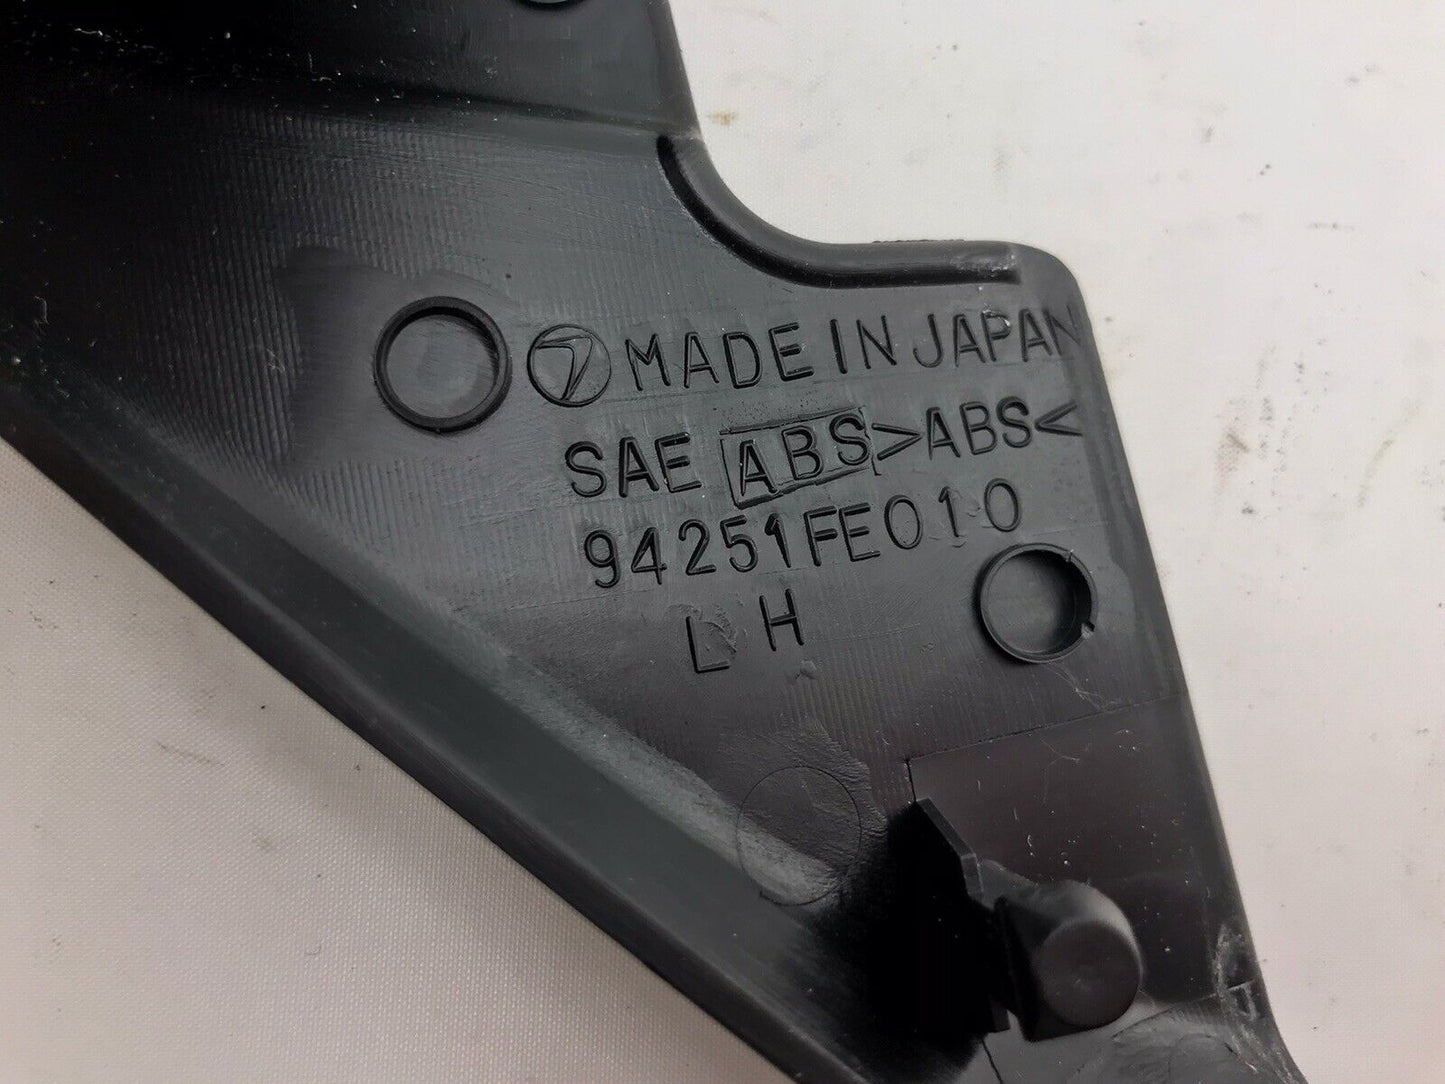 MADE IN JAPAN
SAE ABS >ABS<
94251FE010
LH